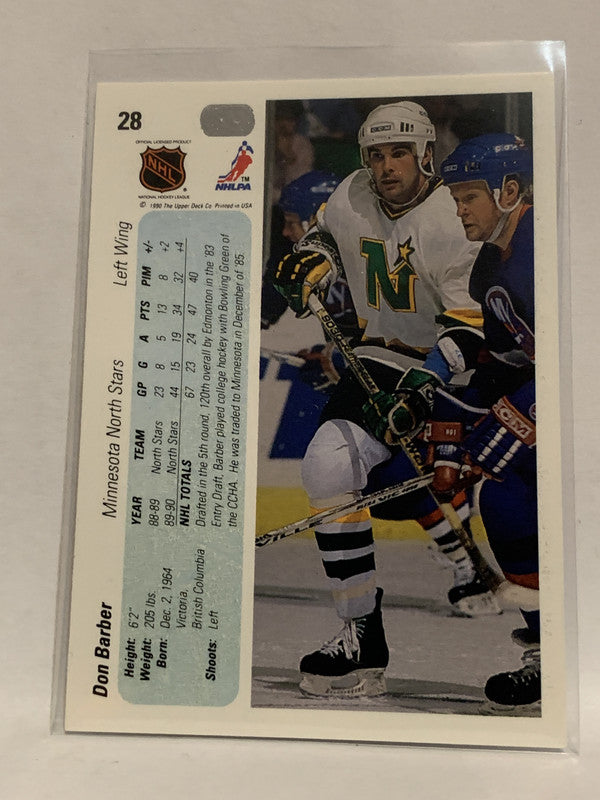 28
OFFICIAL LICENSED PRODUCT
NHL
NATIONAL HOCKEY LEAGUE
TM
NHLPA
© 1990 The Upper Deck Co. Printed in USA
Don Barber Minnesota North Stars Left Wing
Height: 6'2"
Weight: 205 lbs.
Born: Dec. 2, 1964
Victoria,
British Columbia
Shoots: Left
YEAR TEAM GP G A PTS PIM +/-
88-89 North Stars 23 8 5 13 8 +2
89-90 North Stars 44 15 19 34 32 +4
NHL TOTALS 67 23 24 47 40
Drafted in the 5th round, 120th overall by Edmonton in the '83
Entry Draft, Barber played college hockey with Bowling Green of
the CCHA. He was traded to Minnesota in December of '85.
CCM
N
CCM